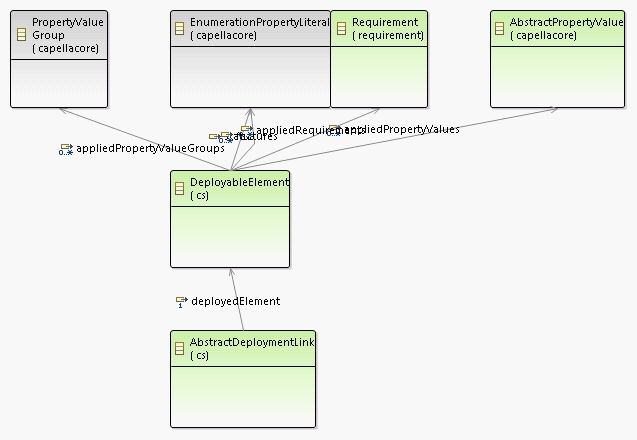 PropertyValue
Group
( capellacore)
EnumerationPropertyLiteral
( capellacore)
Requirement
( requirement)
AbstractPropertyValue
( capellacore)
appliedRequirements
appliedPropertyValues
0..*
features
0..*
appliedPropertyValueGroups
DeployableElement
( cs)
deployedElement
1
AbstractDeploymentLink
( cs)